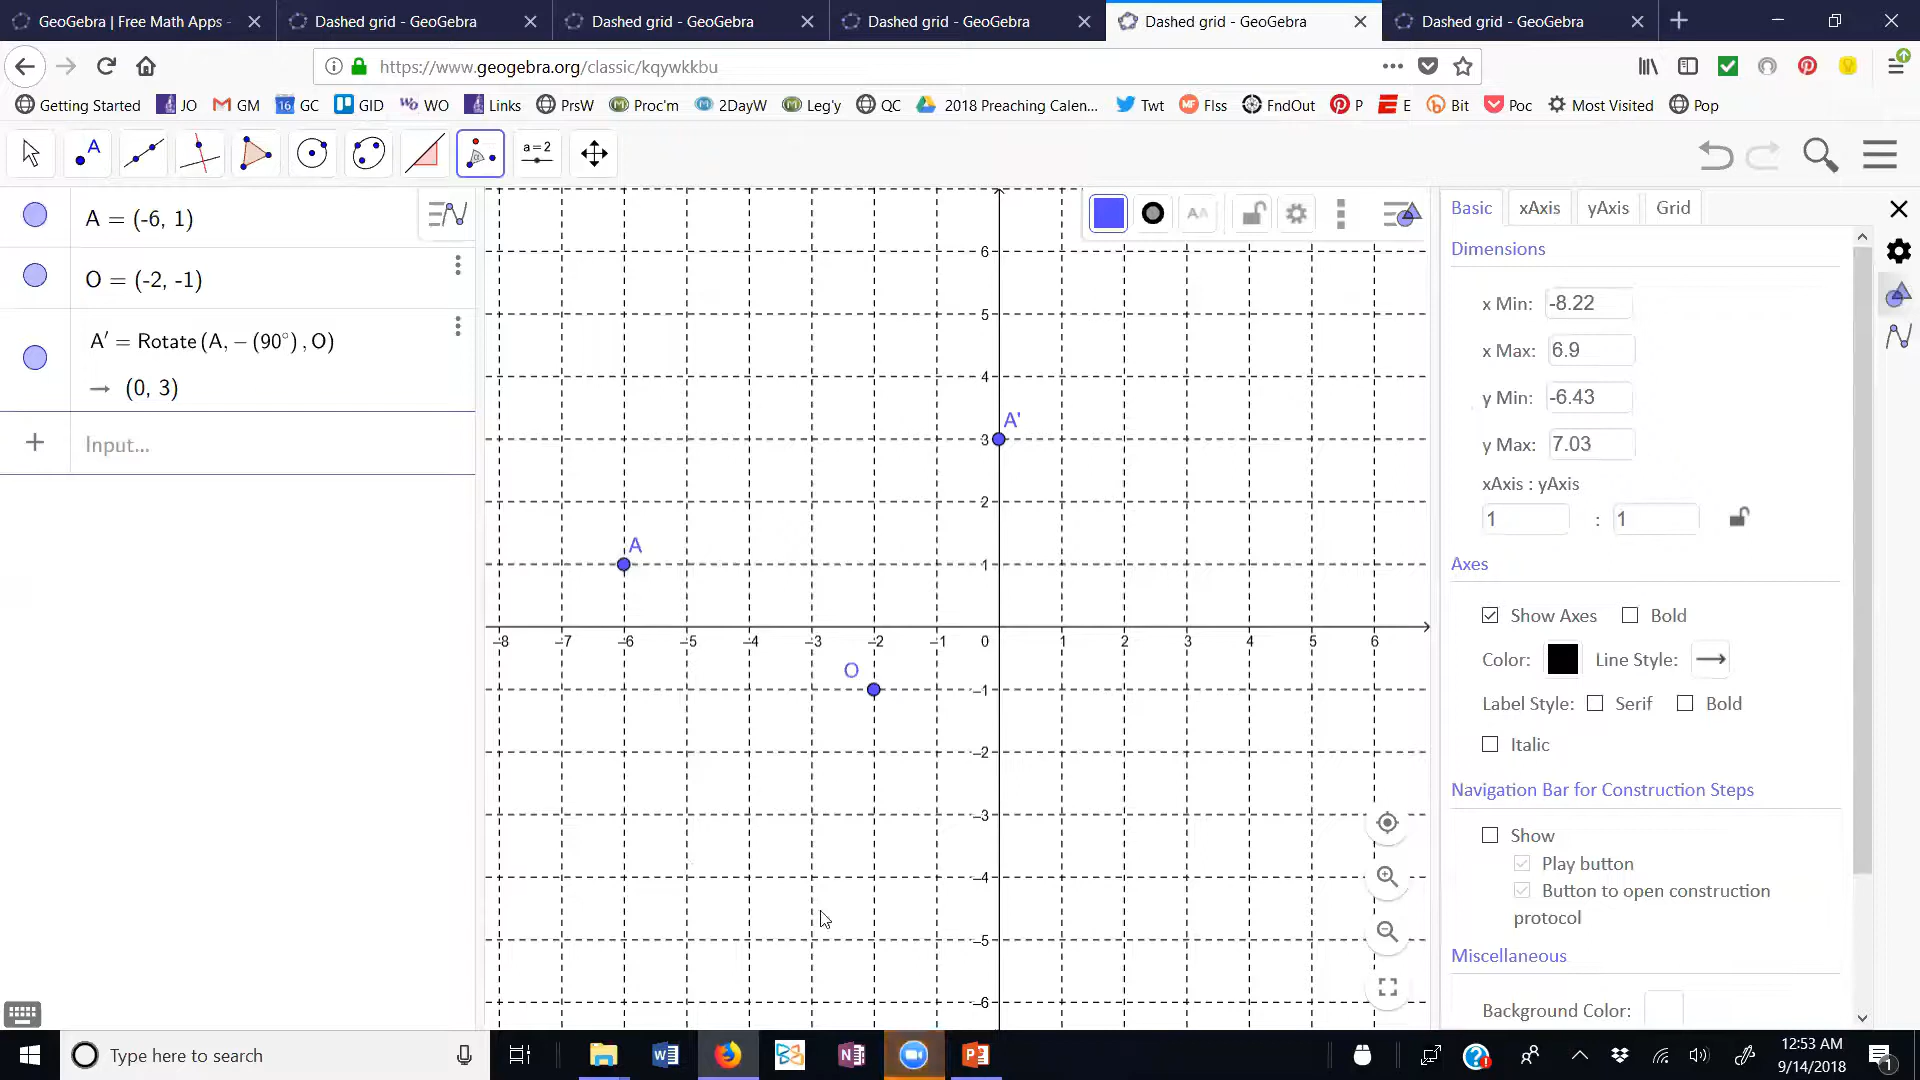 GeoGebra | Free Math Apps -
Dashed grid - GeoGebra
Dashed grid - GeoGebra
Dashed grid - GeoGebra
Dashed grid - GeoGebra
Dashed grid - GeoGebra
https://www.geogebra.org/classic/kqywkkbu
Getting Started JO GM 16 GC GID Wo WO Links PrsW Proc'm 2DayW Leg'y QC 2018 Preaching Calen... Twt MF FIss FndOut P E Bit Poc Most Visited Pop
A
a=2
A = (-6, 1)
O = (-2, -1)
A′ = Rotate (A, − (90°) , O)
→ (0, 3)
+ Input...
AA
6
5
4
A'
3
2
A
1
–8 –7 –6 –5 –4 –3 –2 –1 0 1 2 3 4 5 6
O
–1
–2
–3
–4
–5
–6
Basic xAxis yAxis Grid
Dimensions
x Min: -8.22
x Max: 6.9
y Min: -6.43
y Max: 7.03
xAxis : yAxis
1 : 1
Axes
Show Axes Bold
Color: Line Style:
Label Style: Serif Bold
Italic
Navigation Bar for Construction Steps
Show
Play button
Button to open construction
protocol
Miscellaneous
Background Color:
Type here to search
12:53 AM
9/14/2018
1